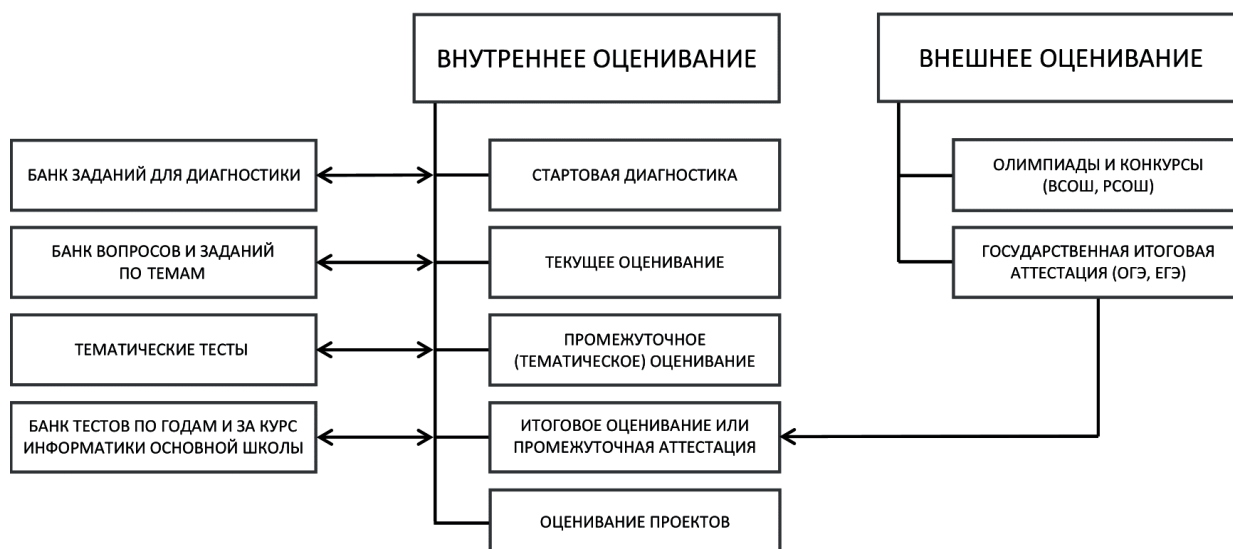 ВНУТРЕННЕЕ ОЦЕНИВАНИЕ
ВНЕШНЕЕ ОЦЕНИВАНИЕ
БАНК ЗАДАНИЙ ДЛЯ ДИАГНОСТИКИ
СТАРТОВАЯ ДИАГНОСТИКА
ОЛИМПИАДЫ И КОНКУРСЫ
(ВСОШ, РСОШ)
БАНК ВОПРОСОВ И ЗАДАНИЙ
ПО ТЕМАМ
ТЕКУЩЕЕ ОЦЕНИВАНИЕ
ГОСУДАРСТВЕННАЯ ИТОГОВАЯ
АТТЕСТАЦИЯ (ОГЭ, ЕГЭ)
ТЕМАТИЧЕСКИЕ ТЕСТЫ
ПРОМЕЖУТОЧНОЕ
(ТЕМАТИЧЕСКОЕ) ОЦЕНИВАНИЕ
БАНК ТЕСТОВ ПО ГОДАМ И ЗА КУРС
ИНФОРМАТИКИ ОСНОВНОЙ ШКОЛЫ
ИТОГОВОЕ ОЦЕНИВАНИЕ ИЛИ
ПРОМЕЖУТОЧНАЯ АТТЕСТАЦИЯ
ОЦЕНИВАНИЕ ПРОЕКТОВ